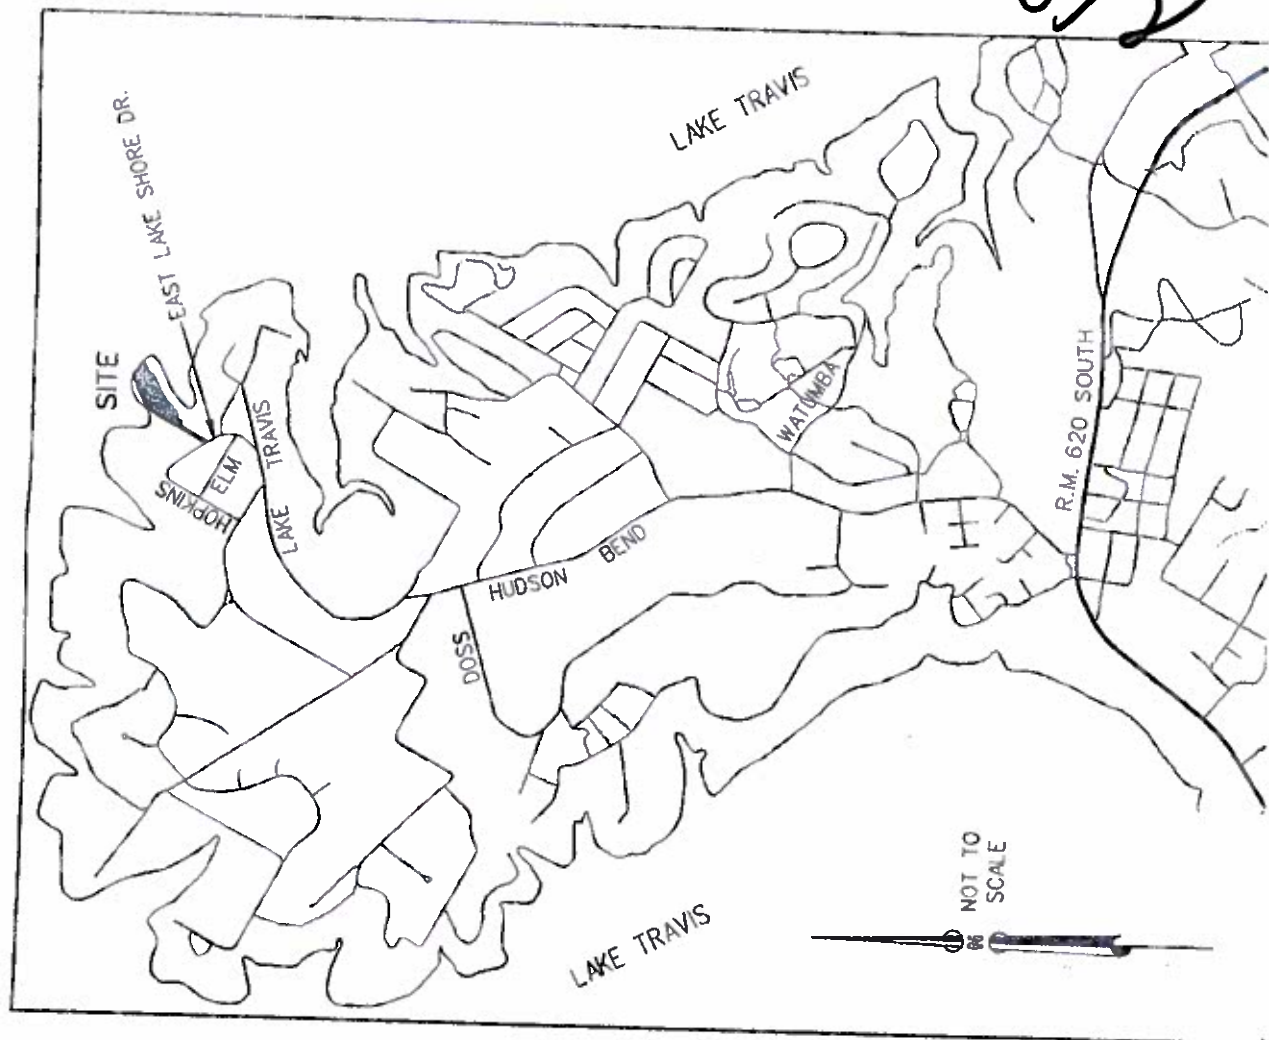 LAKE TRAVIS
EAST LAKE SHORE DR.
SITE
ELM
HOPKINS
LAKE TRAVIS
WATUMBA
R.M. 620 SOUTH
HUDSON BEND
DOSS
LAKE TRAVIS
NOT TO
SCALE